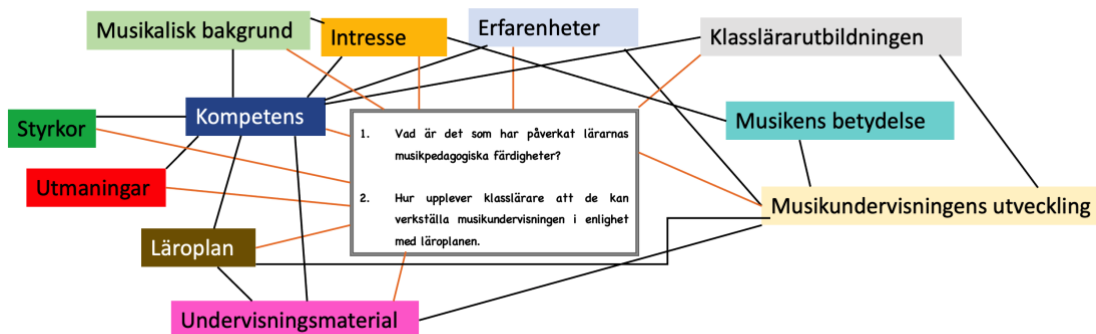 Musikalisk bakgrund
Intresse
Erfarenheter
Klasslärarutbildningen
Styrkor
Kompetens
Musikens betydelse
1. Vad är det som har påverkat lärarnas
musikpedagogiska färdigheter?
2. Hur upplever klasslärare att de kan
verkställa musikundervisningen i enlighet
med läroplanen.
Utmaningar
Musikundervisningens utveckling
Läroplan
Undervisningsmaterial